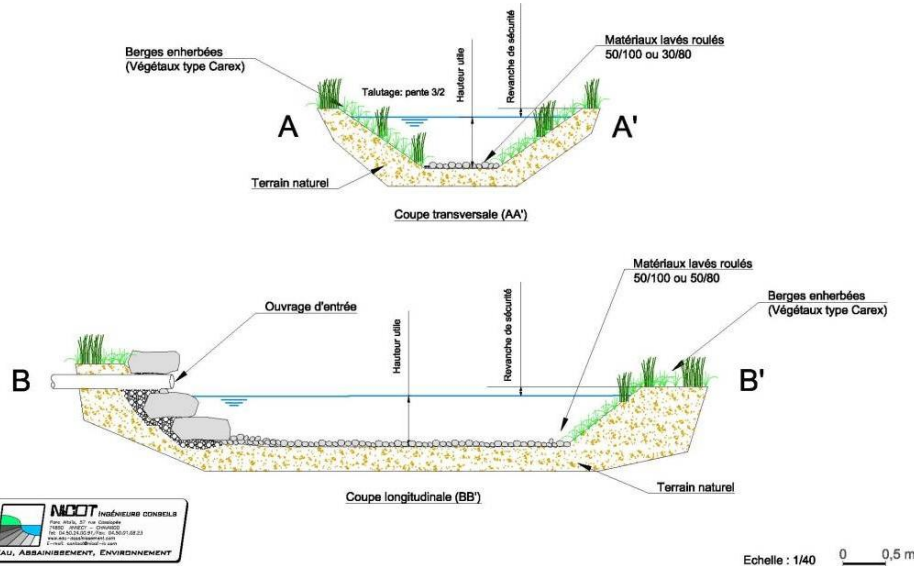 Berges enherbées
(Végétaux type Carex)
Talutage: pente 3/2
Hauteur utile
Revanche de sécurité
Matériaux lavés roulés
50/100 ou 30/80
A
A'
Terrain naturel
Coupe transversale (AA')
Matériaux lavés roulés
50/100 ou 50/80
Ouvrage d'entrée
Hauteur utile
Revanche de sécurité
Berges enherbées
(Végétaux type Carex)
B
B'
Terrain naturel
Coupe longitudinale (BB')
NICOT INGÉNIEURS CONSEILS
EAU, ASSAINISSEMENT, ENVIRONNEMENT
Echelle : 1/40
0 0,5 m